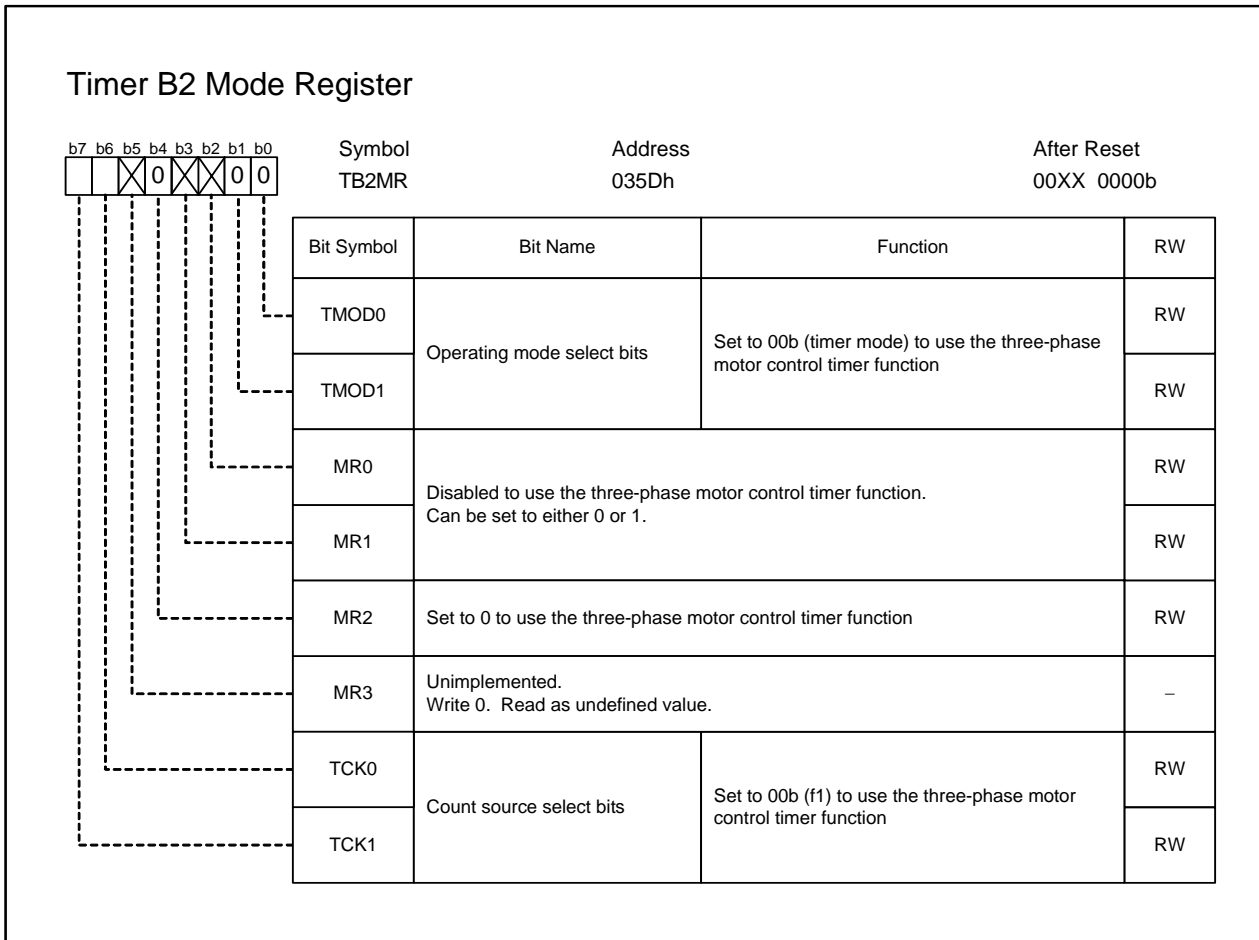 Timer B2 Mode Register
b7 b6 b5 b4 b3 b2 b1 b0
0 0 0
Symbol Address After Reset
TB2MR 035Dh 00XX 0000b
Bit Symbol Bit Name Function RW
TMOD0 RW
Operating mode select bits
Set to 00b (timer mode) to use the three-phase
motor control timer function
TMOD1 RW
MR0 RW
Disabled to use the three-phase motor control timer function.
Can be set to either 0 or 1.
MR1 RW
MR2 Set to 0 to use the three-phase motor control timer function RW
MR3
Unimplemented.
Write 0. Read as undefined value.
–
TCK0 RW
Count source select bits
Set to 00b (f1) to use the three-phase motor
control timer function
TCK1 RW